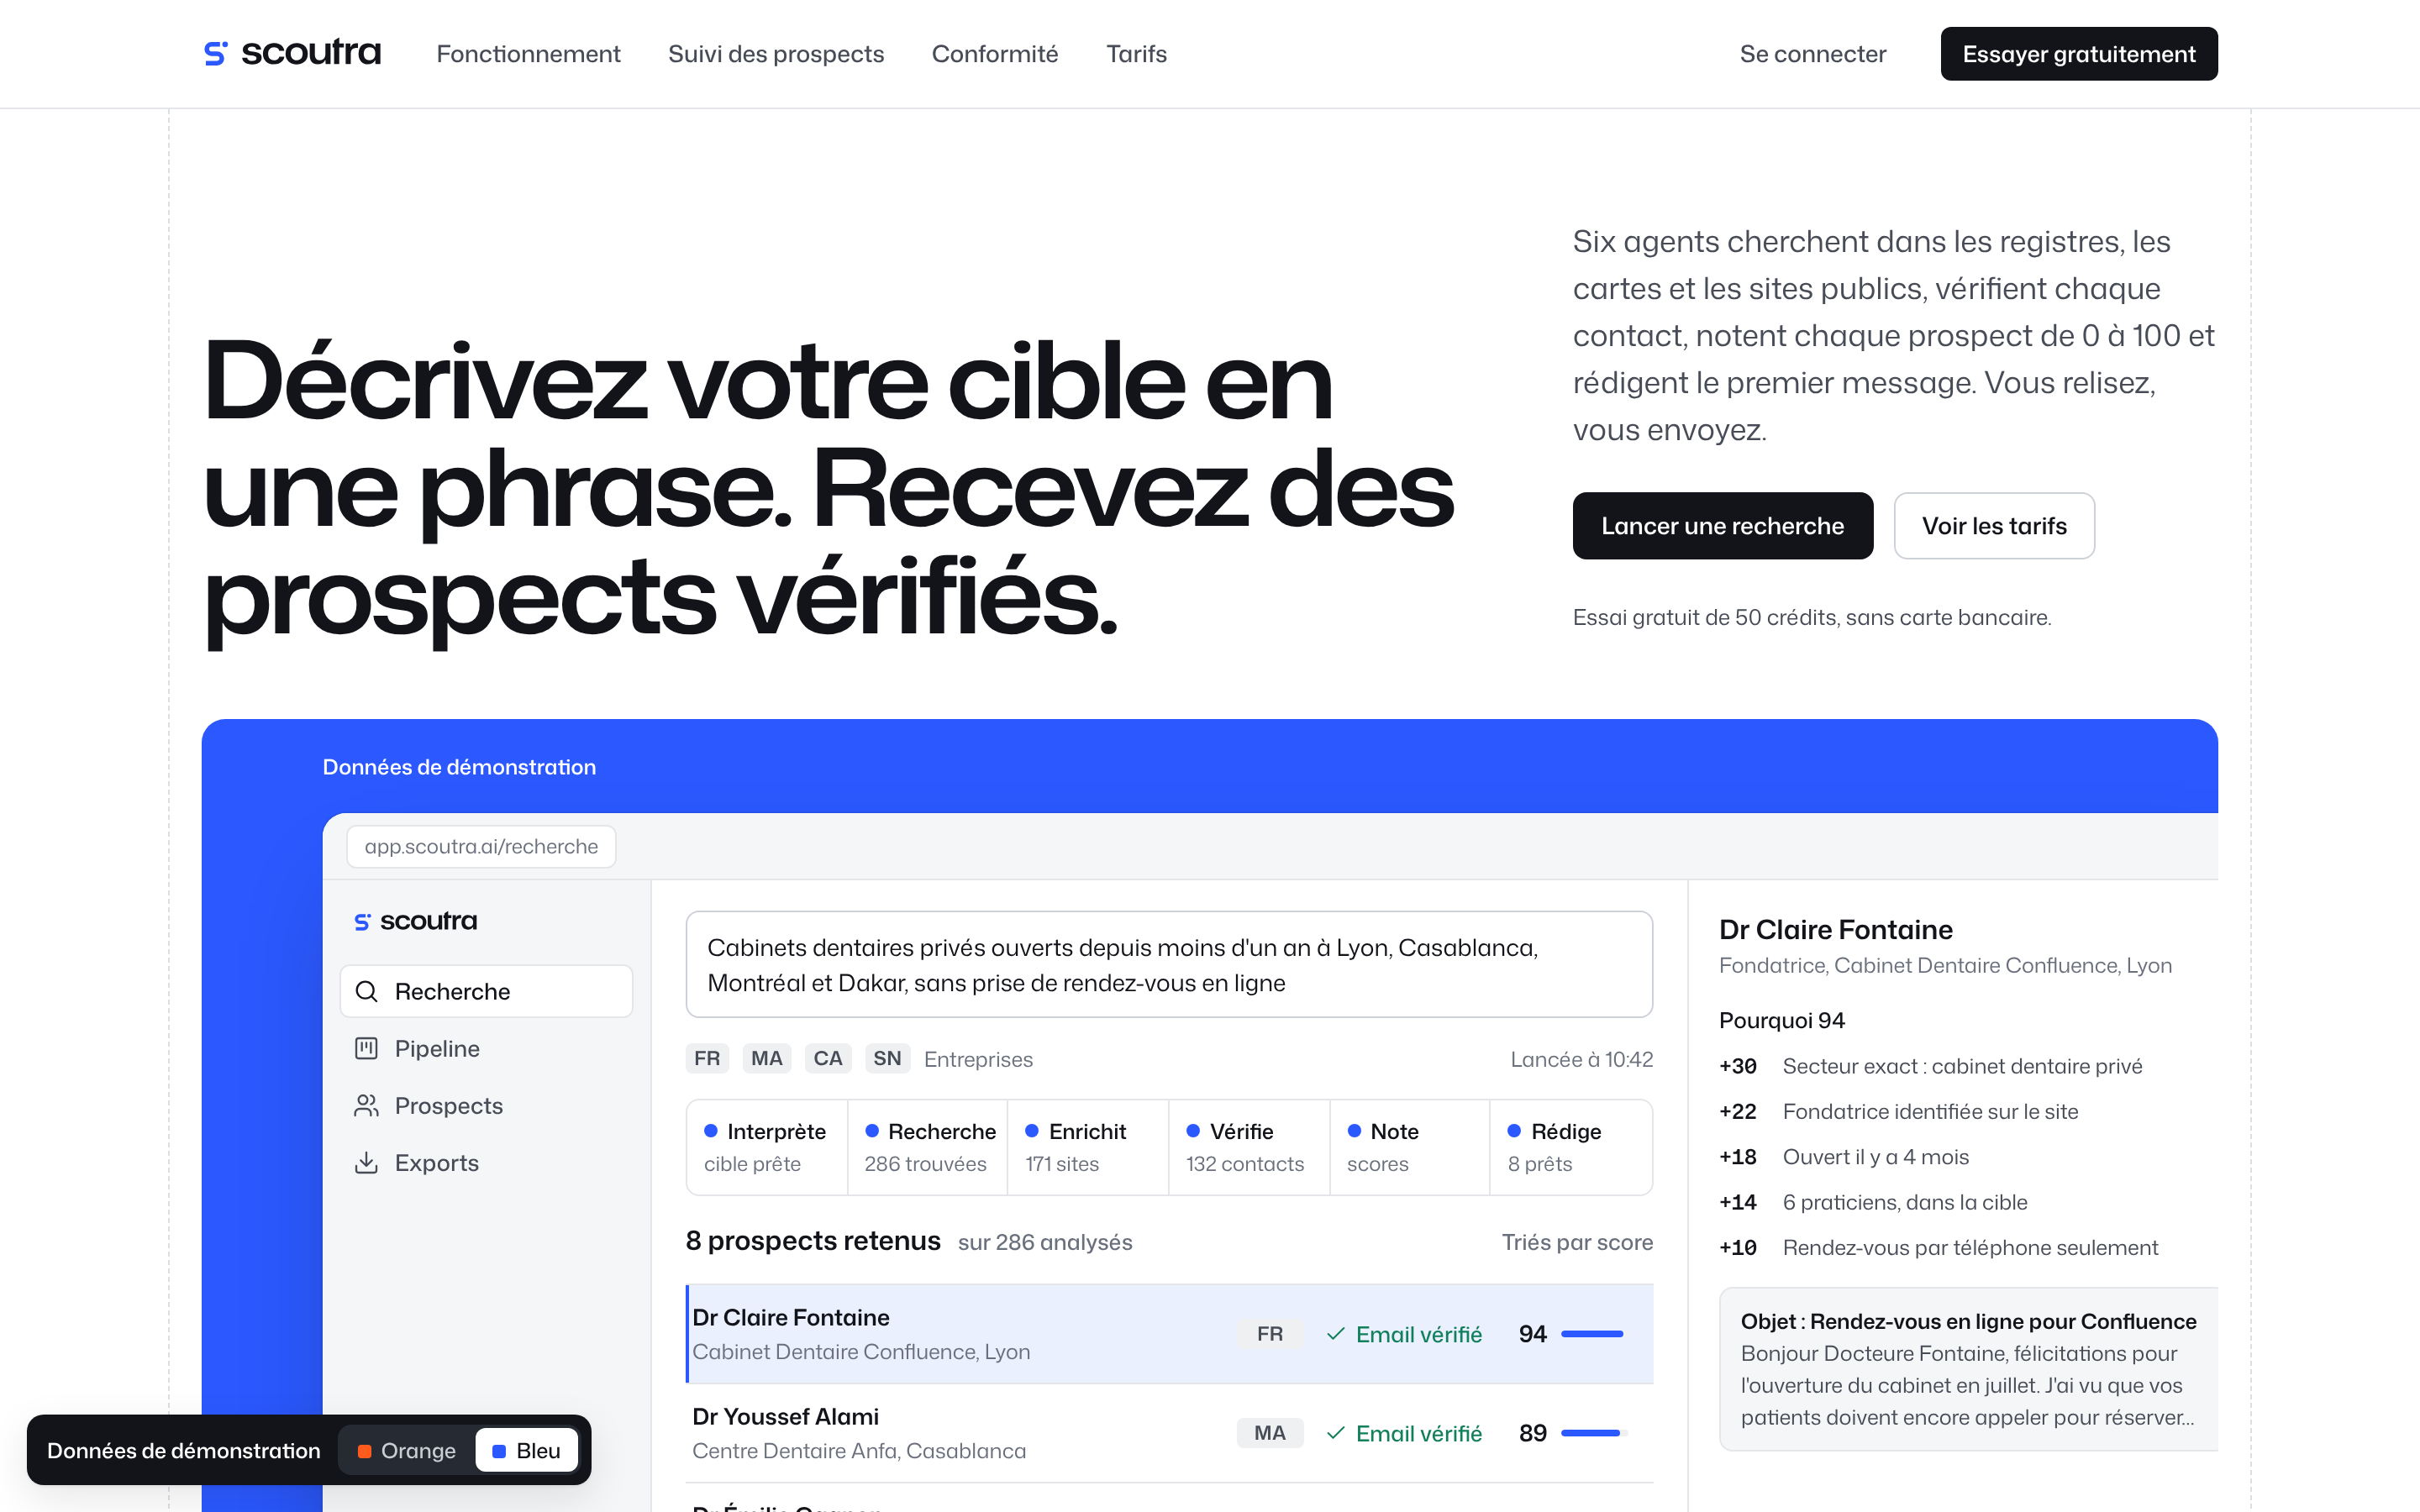 scoutra
Fonctionnement
Suivi des prospects
Conformité
Tarifs
Se connecter
Essayer gratuitement
Décrivez votre cible en
une phrase. Recevez des
prospects vérifiés.
Six agents cherchent dans les registres, les
cartes et les sites publics, vérifient chaque
contact, notent chaque prospect de 0 à 100 et
rédigent le premier message. Vous relisez,
vous envoyez.
Lancer une recherche
Voir les tarifs
Essai gratuit de 50 crédits, sans carte bancaire.
Données de démonstration
app.scoutra.ai/recherche
scoutra
Recherche
Pipeline
Prospects
Exports
Cabinets dentaires privés ouverts depuis moins d'un an à Lyon, Casablanca,
Montréal et Dakar, sans prise de rendez-vous en ligne
FR MA CA SN Entreprises
Lancée à 10:42
Interprète
cible prête
Recherche
286 trouvées
Enrichit
171 sites
Vérifie
132 contacts
Note
scores
Rédige
8 prêts
8 prospects retenus sur 286 analysés
Triés par score
Dr Claire Fontaine
Cabinet Dentaire Confluence, Lyon
FR
Email vérifié
94
Dr Youssef Alami
Centre Dentaire Anfa, Casablanca
MA
Email vérifié
89
Dr Claire Fontaine
Fondatrice, Cabinet Dentaire Confluence, Lyon
Pourquoi 94
+30 Secteur exact : cabinet dentaire privé
+22 Fondatrice identifiée sur le site
+18 Ouvert il y a 4 mois
+14 6 praticiens, dans la cible
+10 Rendez-vous par téléphone seulement
Objet : Rendez-vous en ligne pour Confluence
Bonjour Docteure Fontaine, félicitations pour
l'ouverture du cabinet en juillet. J'ai vu que vos
patients doivent encore appeler pour réserver...
Données de démonstration
Orange
Bleu